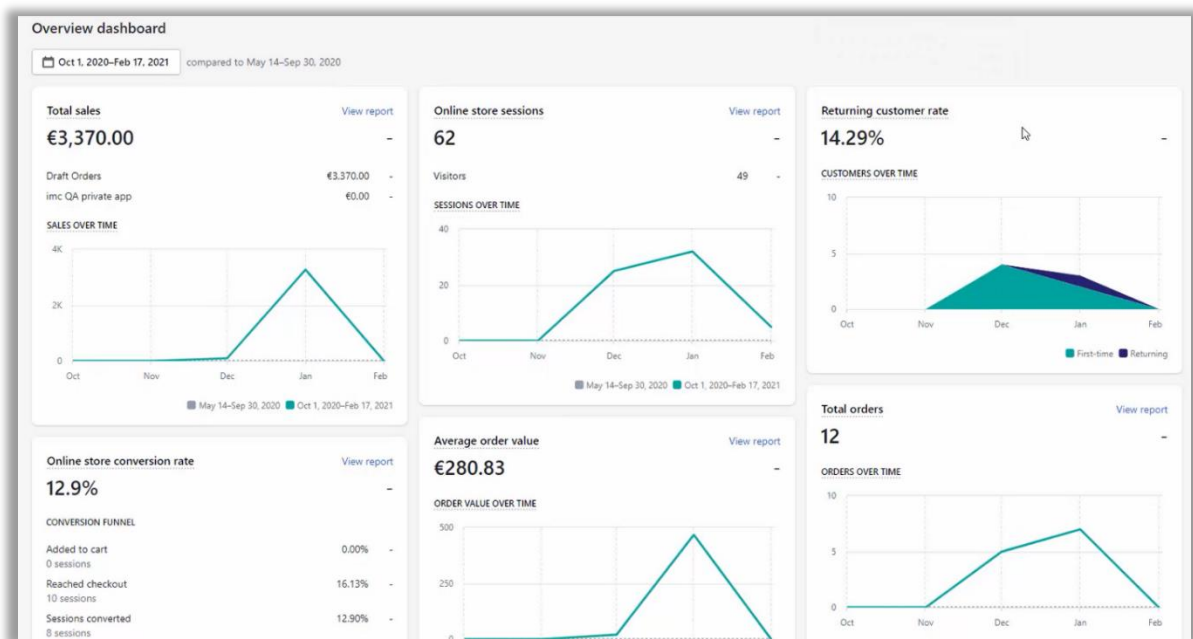 Overview dashboard
Oct 1, 2020–Feb 17, 2021 compared to May 14–Sep 30, 2020
Total sales View report
€3,370.00 -
Draft Orders €3,370.00 -
imc QA private app €0.00 -
SALES OVER TIME
4K
2K
0
Oct Nov Dec Jan Feb
May 14–Sep 30, 2020 Oct 1, 2020–Feb 17, 2021
Online store sessions View report
62 -
Visitors 49 -
SESSIONS OVER TIME
40
20
0
Oct Nov Dec Jan Feb
May 14–Sep 30, 2020 Oct 1, 2020–Feb 17, 2021
Returning customer rate
14.29% -
CUSTOMERS OVER TIME
10
5
0
Oct Nov Dec Jan Feb
First-time Returning
Online store conversion rate View report
12.9% -
CONVERSION FUNNEL
Added to cart 0.00% -
0 sessions
Reached checkout 16.13% -
10 sessions
Sessions converted 12.90% -
8 sessions
Average order value View report
€280.83 -
ORDER VALUE OVER TIME
500
250
0
Total orders View report
12 -
ORDERS OVER TIME
10
5
0
Oct Nov Dec Jan Feb